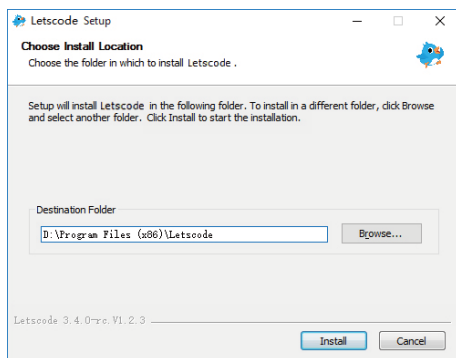 Letscode Setup
Choose Install Location
Choose the folder in which to install Letscode .
Setup will install Letscode in the following folder. To install in a different folder, click Browse
and select another folder. Click Install to start the installation.
Destination Folder
D:\Program Files (x86)\Letscode
Browse...
Letscode 3.4.0-rc.V1.2.3
Install
Cancel